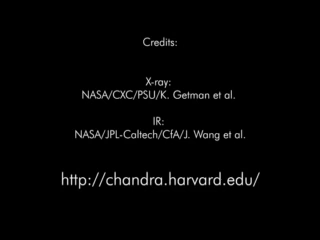 Credits:
X-ray:
NASA/CXC/PSU/K. Getman et al.
IR:
NASA/JPL-Caltech/CfA/J. Wang et al.
http://chandra.harvard.edu/